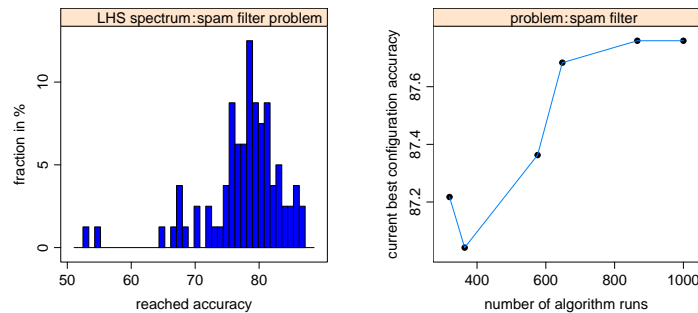 LHS spectrum:spam filter problem
fraction in %
10
5
0
50
60
70
80
reached accuracy
problem:spam filter
current best configuration accuracy
87.6
87.4
87.2
400
600
800
1000
number of algorithm runs